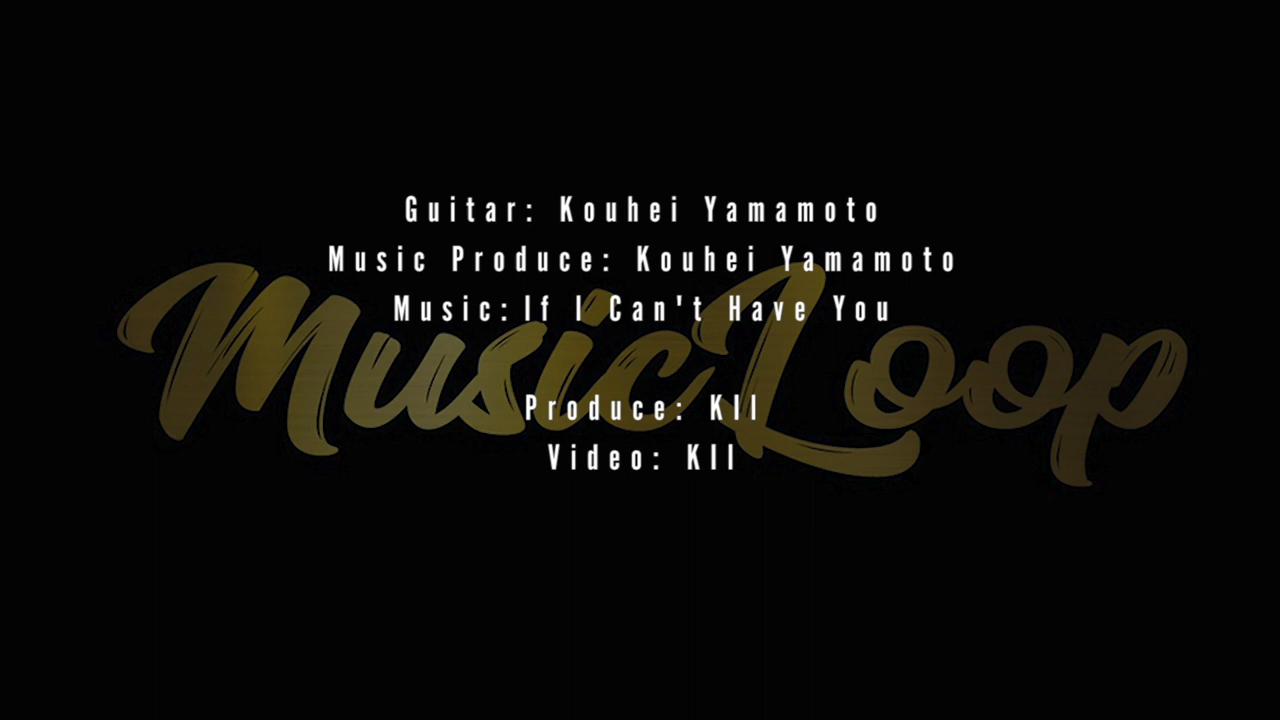 Guitar: Kouhei Yamamoto
Music Produce: Kouhei Yamamoto
Music: If I Can't Have You
MusicLoop
Produce: KII
Video: KII